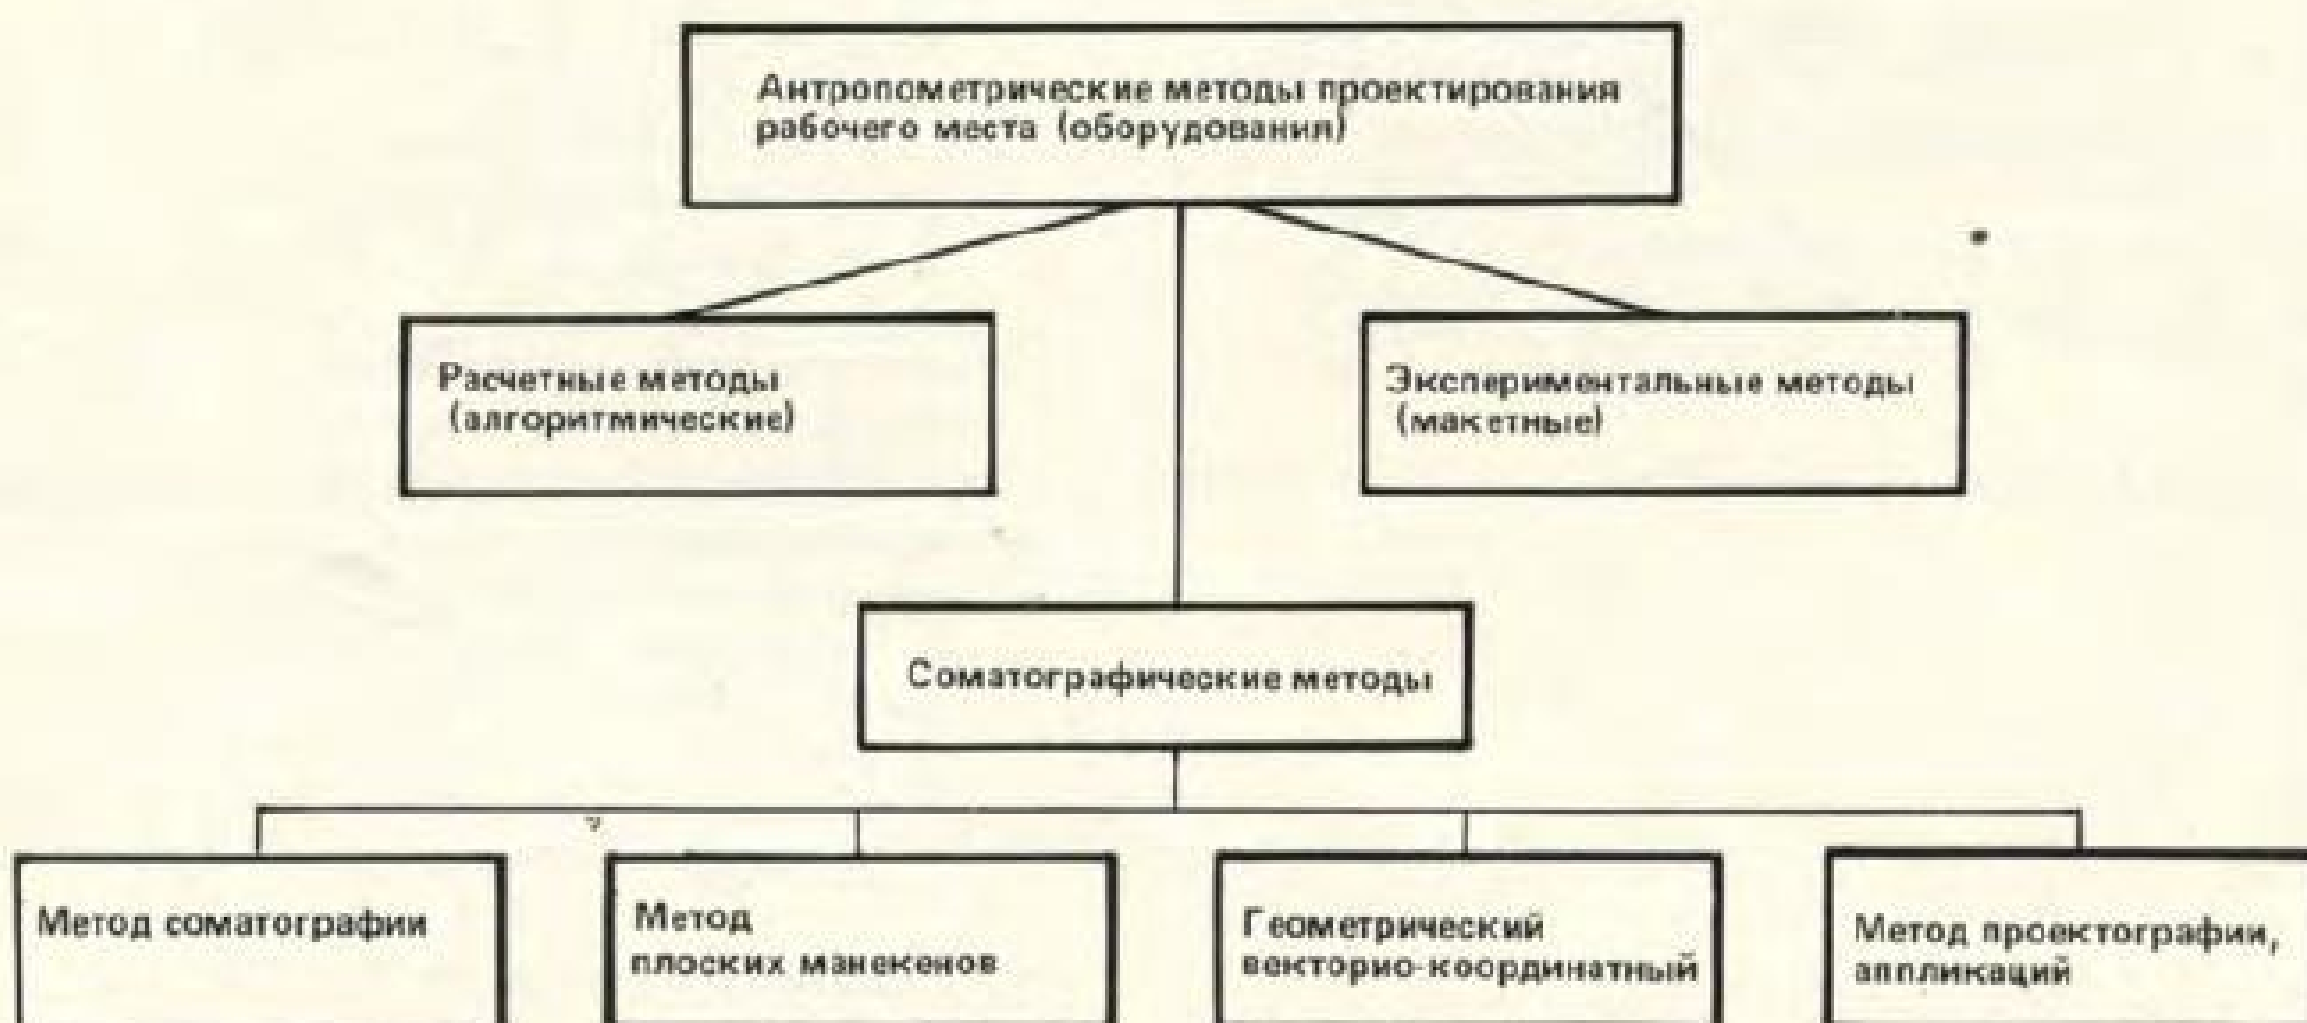 Антропометрические методы проектирования
рабочего места (оборудования)
Расчетные методы
(алгоритмические)
Экспериментальные методы
(макетные)
Соматографические методы
Метод соматографии
Метод
плоских манекенов
Геометрический
векторно-координатный
Метод проектографии,
аппликаций